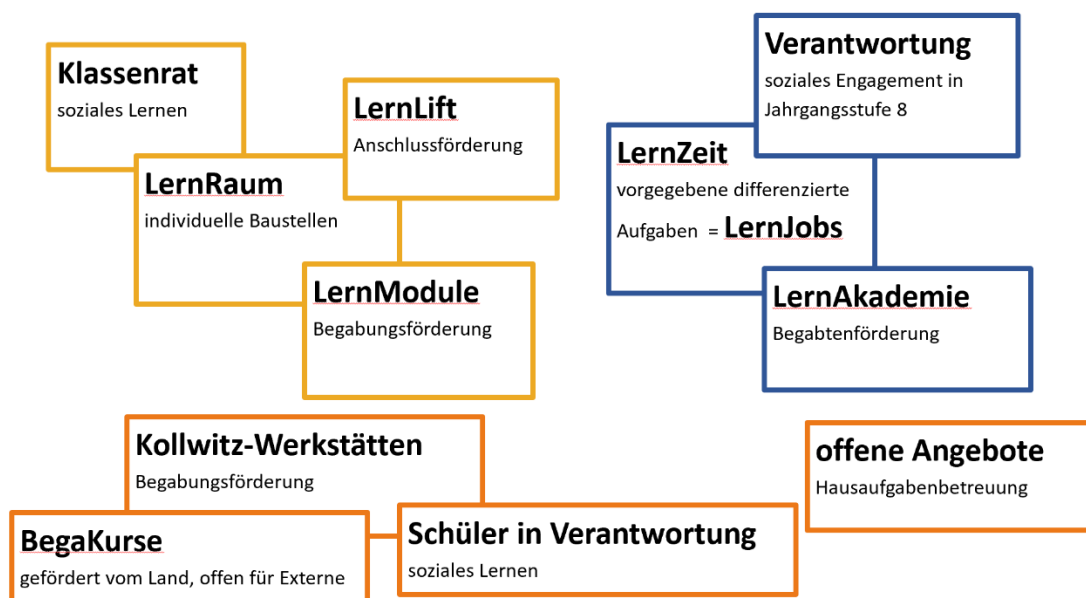 Klassenrat
soziales Lernen
LernLift
Anschlussförderung
LernRaum
individuelle Baustellen
LernModule
Begabungsförderung
Verantwortung
soziales Engagement in
Jahrgangsstufe 8
LernZeit
vorgegebene differenzierte
Aufgaben = LernJobs
LernAkademie
Begabtenförderung
Kollwitz-Werkstätten
Begabungsförderung
BegaKurse
gefördert vom Land, offen für Externe
Schüler in Verantwortung
soziales Lernen
offene Angebote
Hausaufgabenbetreuung